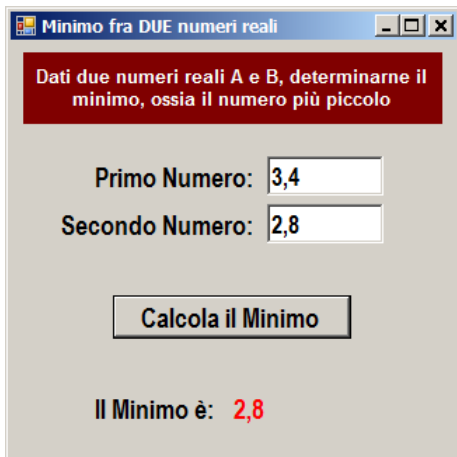 Minimo fra DUE numeri reali
Dati due numeri reali A e B, determinarne il
minimo, ossia il numero più piccolo
Primo Numero: 3,4
Secondo Numero: 2,8
Calcola il Minimo
Il Minimo è: 2,8